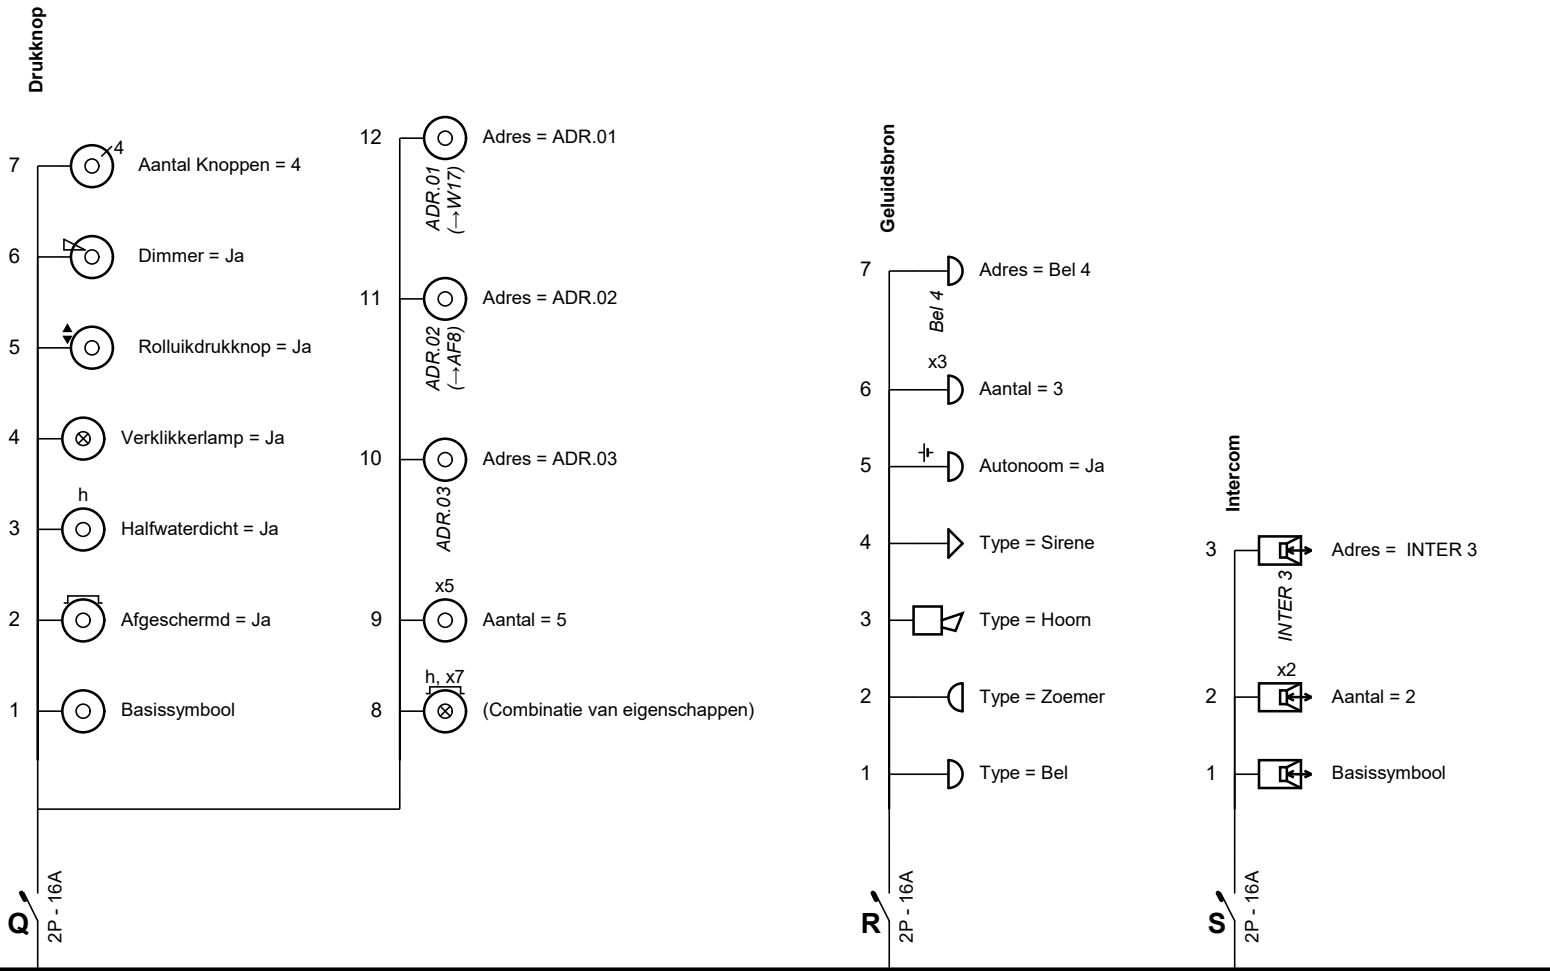 Drukknop
7
4
Aantal Knoppen = 4
6
Dimmer = Ja
5
Rolluikdrukknop = Ja
4
Verklikkerlamp = Ja
h
3
Halfwaterdicht = Ja
2
Afgeschermd = Ja
1
Basissymbool
12
Adres = ADR.01
ADR.01
(→W17)
11
Adres = ADR.02
ADR.02
(→AF8)
10
Adres = ADR.03
ADR.03
x5
9
Aantal = 5
h, x7
8
(Combinatie van eigenschappen)
Q
2P - 16A
Geluidsbron
7
Adres = Bel 4
Bel 4
x3
6
Aantal = 3
5
Autonoom = Ja
4
Type = Sirene
3
Type = Hoorn
2
Type = Zoemer
1
Type = Bel
R
2P - 16A
Intercom
3
Adres =  INTER 3
INTER 3
x2
2
Aantal = 2
1
Basissymbool
S
2P - 16A